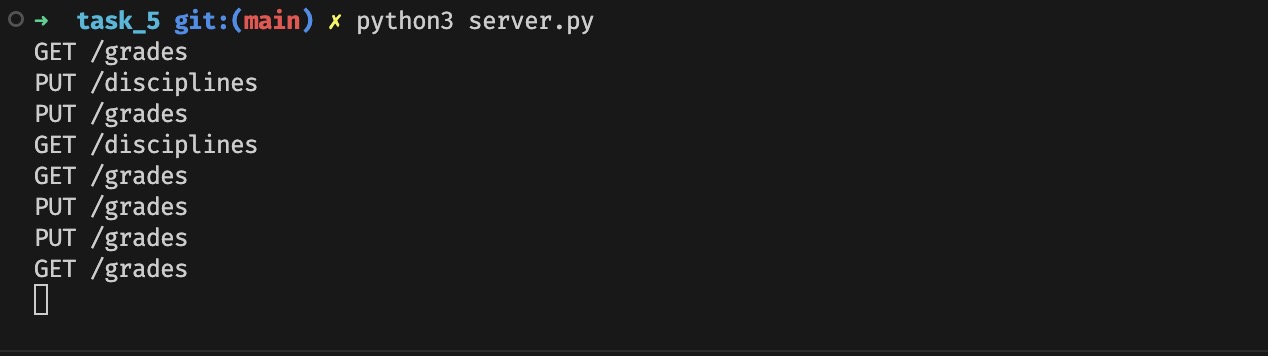 ➜ task_5 git:(main) ✗ python3 server.py
GET /grades
PUT /disciplines
PUT /grades
GET /disciplines
GET /grades
PUT /grades
PUT /grades
GET /grades